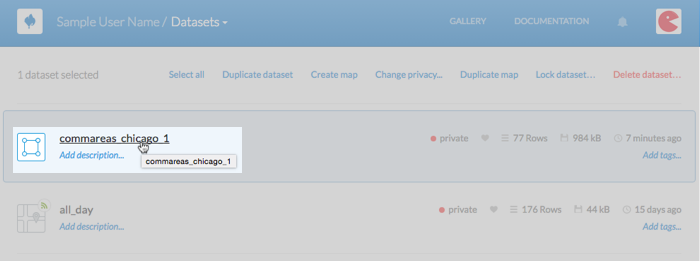 Sample User Name / Datasets GALLERY DOCUMENTATION
1 dataset selected Select all Duplicate dataset Create map Change privacy... Duplicate map Lock dataset... Delete dataset...
commareas_chicago_1 private 77 Rows 984 kB 7 minutes ago
Add description... commareas_chicago_1 Add tags...
all_day private 176 Rows 44 kB 15 days ago
Add description... Add tags...